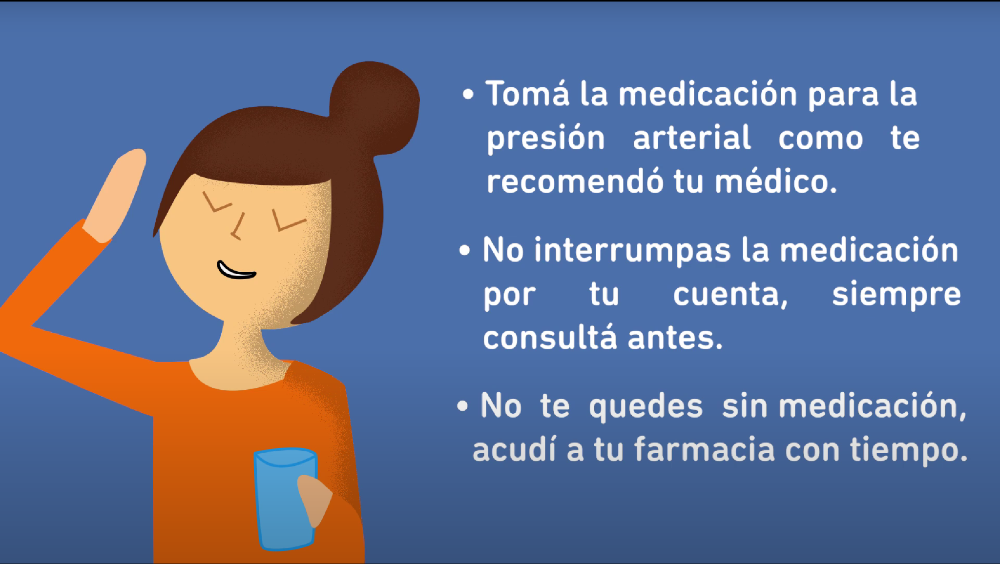 • Tomá la medicación para la
presión arterial como te
recomendó tu médico.
• No interrumpas la medicación
por tu cuenta, siempre
consultá antes.
• No te quedes sin medicación,
acudí a tu farmacia con tiempo.